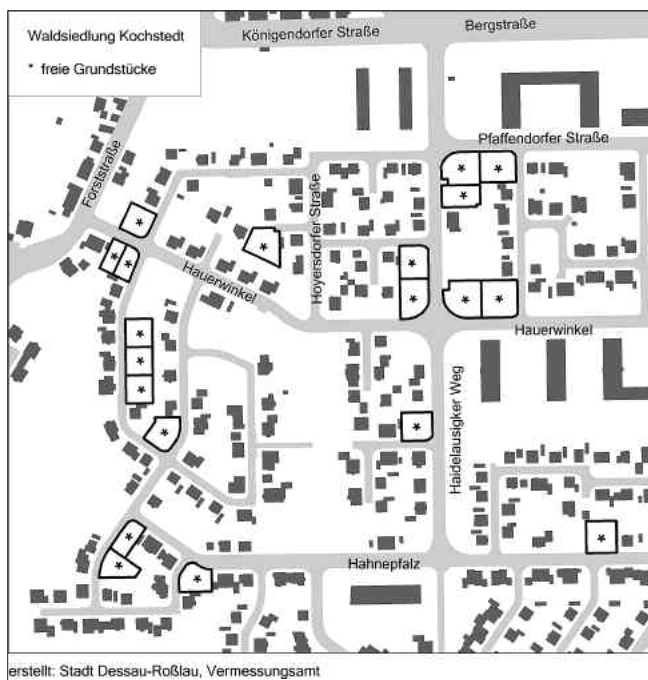 Waldsiedlung Kochstedt
* freie Grundstücke
Königendorfer Straße
Bergstraße
Pfaffendorfer Straße
Forststraße
Hoyersdorfer Straße
Hauerwinkel
Hauerwinkel
Haidelausigker Weg
Hahnepfalz
erstellt: Stadt Dessau-Roßlau, Vermessungsamt